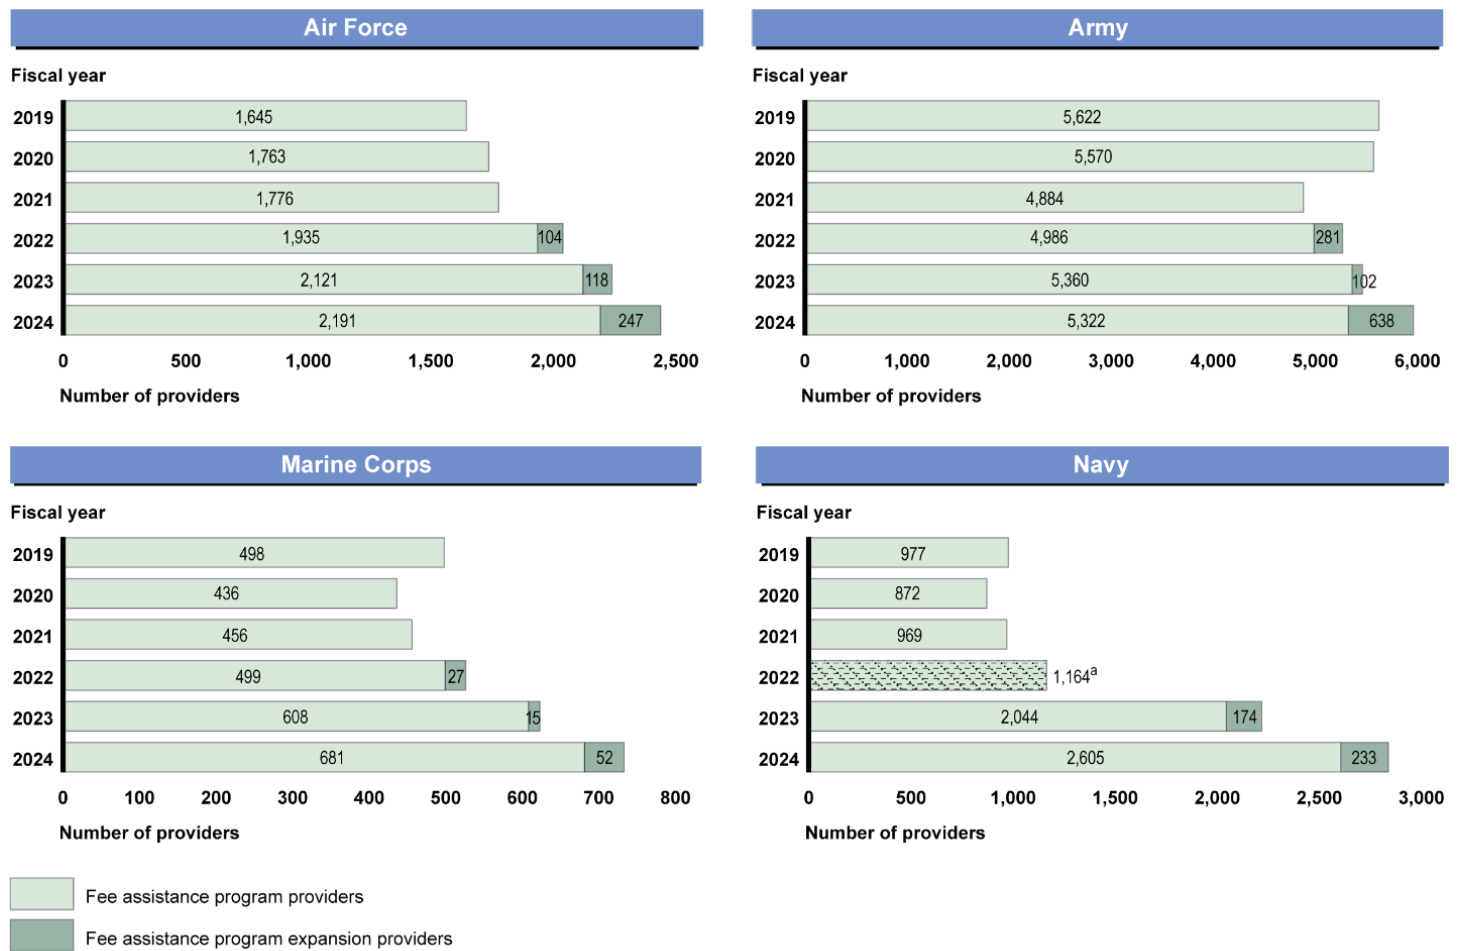 Air Force
Fiscal year
2019 1,645
2020 1,763
2021 1,776
2022 1,935 104
2023 2,121 118
2024 2,191 247
0 500 1,000 1,500 2,000 2,500
Number of providers
Army
Fiscal year
2019 5,622
2020 5,570
2021 4,884
2022 4,986 281
2023 5,360 102
2024 5,322 638
0 1,000 2,000 3,000 4,000 5,000 6,000
Number of providers
Marine Corps
Fiscal year
2019 498
2020 436
2021 456
2022 499 27
2023 608 15
2024 681 52
0 100 200 300 400 500 600 700 800
Number of providers
Navy
Fiscal year
2019 977
2020 872
2021 969
2022 1,164a
2023 2,044 174
2024 2,605 233
0 500 1,000 1,500 2,000 2,500 3,000
Number of providers
Fee assistance program providers
Fee assistance program expansion providers